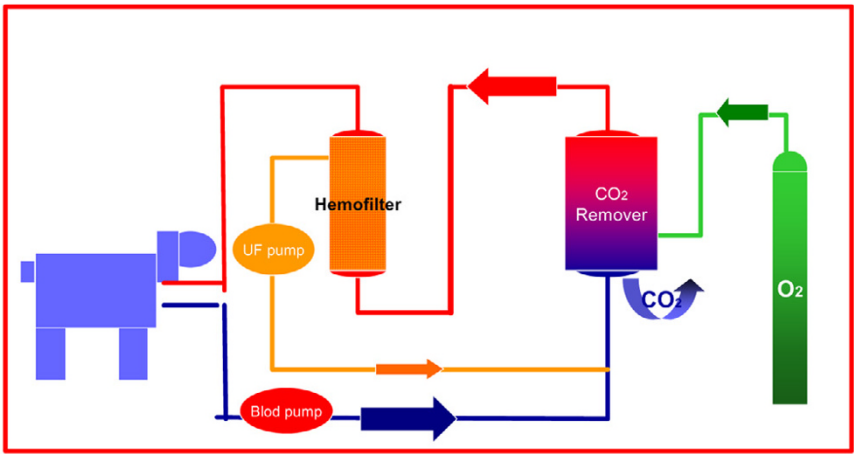 CO2
Remover
Hemofilter
UF pump
CO2
O2
Blod pump